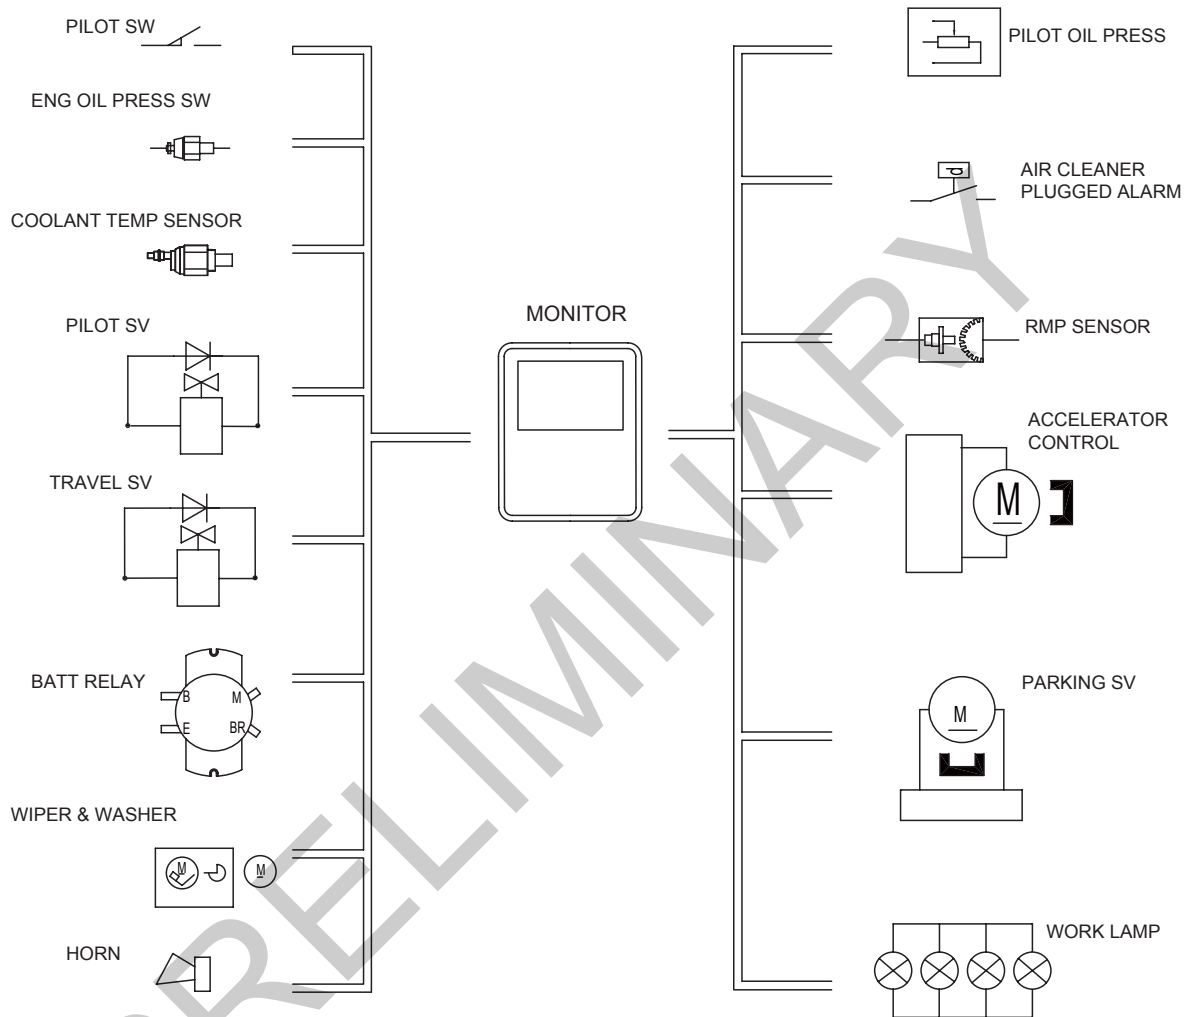 PILOT SW
ENG OIL PRESS SW
COOLANT TEMP SENSOR
PILOT SV
TRAVEL SV
BATT RELAY
B
M
E
BR
WIPER & WASHER
M
M
HORN
MONITOR
PILOT OIL PRESS
d
AIR CLEANER
PLUGGED ALARM
RMP SENSOR
ACCELERATOR
CONTROL
M
PARKING SV
M
WORK LAMP
PRELIMINARY